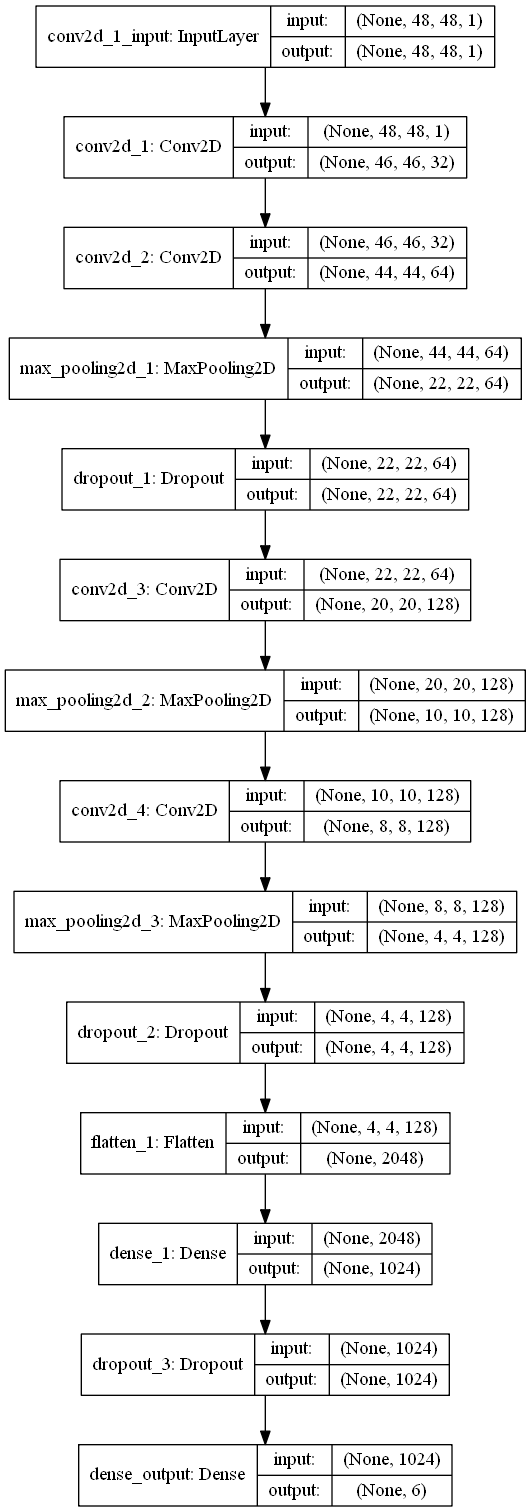 conv2d_1_input: InputLayer
input: (None, 48, 48, 1)
output: (None, 48, 48, 1)
conv2d_1: Conv2D
input: (None, 48, 48, 1)
output: (None, 46, 46, 32)
conv2d_2: Conv2D
input: (None, 46, 46, 32)
output: (None, 44, 44, 64)
max_pooling2d_1: MaxPooling2D
input: (None, 44, 44, 64)
output: (None, 22, 22, 64)
dropout_1: Dropout
input: (None, 22, 22, 64)
output: (None, 22, 22, 64)
conv2d_3: Conv2D
input: (None, 22, 22, 64)
output: (None, 20, 20, 128)
max_pooling2d_2: MaxPooling2D
input: (None, 20, 20, 128)
output: (None, 10, 10, 128)
conv2d_4: Conv2D
input: (None, 10, 10, 128)
output: (None, 8, 8, 128)
max_pooling2d_3: MaxPooling2D
input: (None, 8, 8, 128)
output: (None, 4, 4, 128)
dropout_2: Dropout
input: (None, 4, 4, 128)
output: (None, 4, 4, 128)
flatten_1: Flatten
input: (None, 4, 4, 128)
output: (None, 2048)
dense_1: Dense
input: (None, 2048)
output: (None, 1024)
dropout_3: Dropout
input: (None, 1024)
output: (None, 1024)
dense_output: Dense
input: (None, 1024)
output: (None, 6)